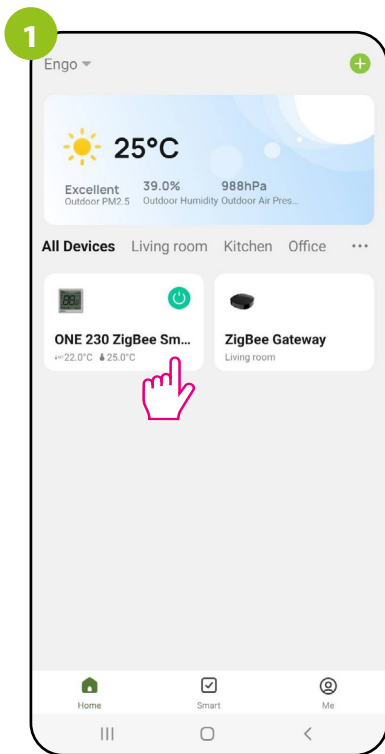 1
Engo
25°C
Excellent 39.0% 988hPa
Outdoor PM2.5 Outdoor Humidity Outdoor Air Pres...
All Devices Living room Kitchen Office ...
ONE 230 ZigBee Sm... ZigBee Gateway
22.0°C 25.0°C Living room
Home Smart Me